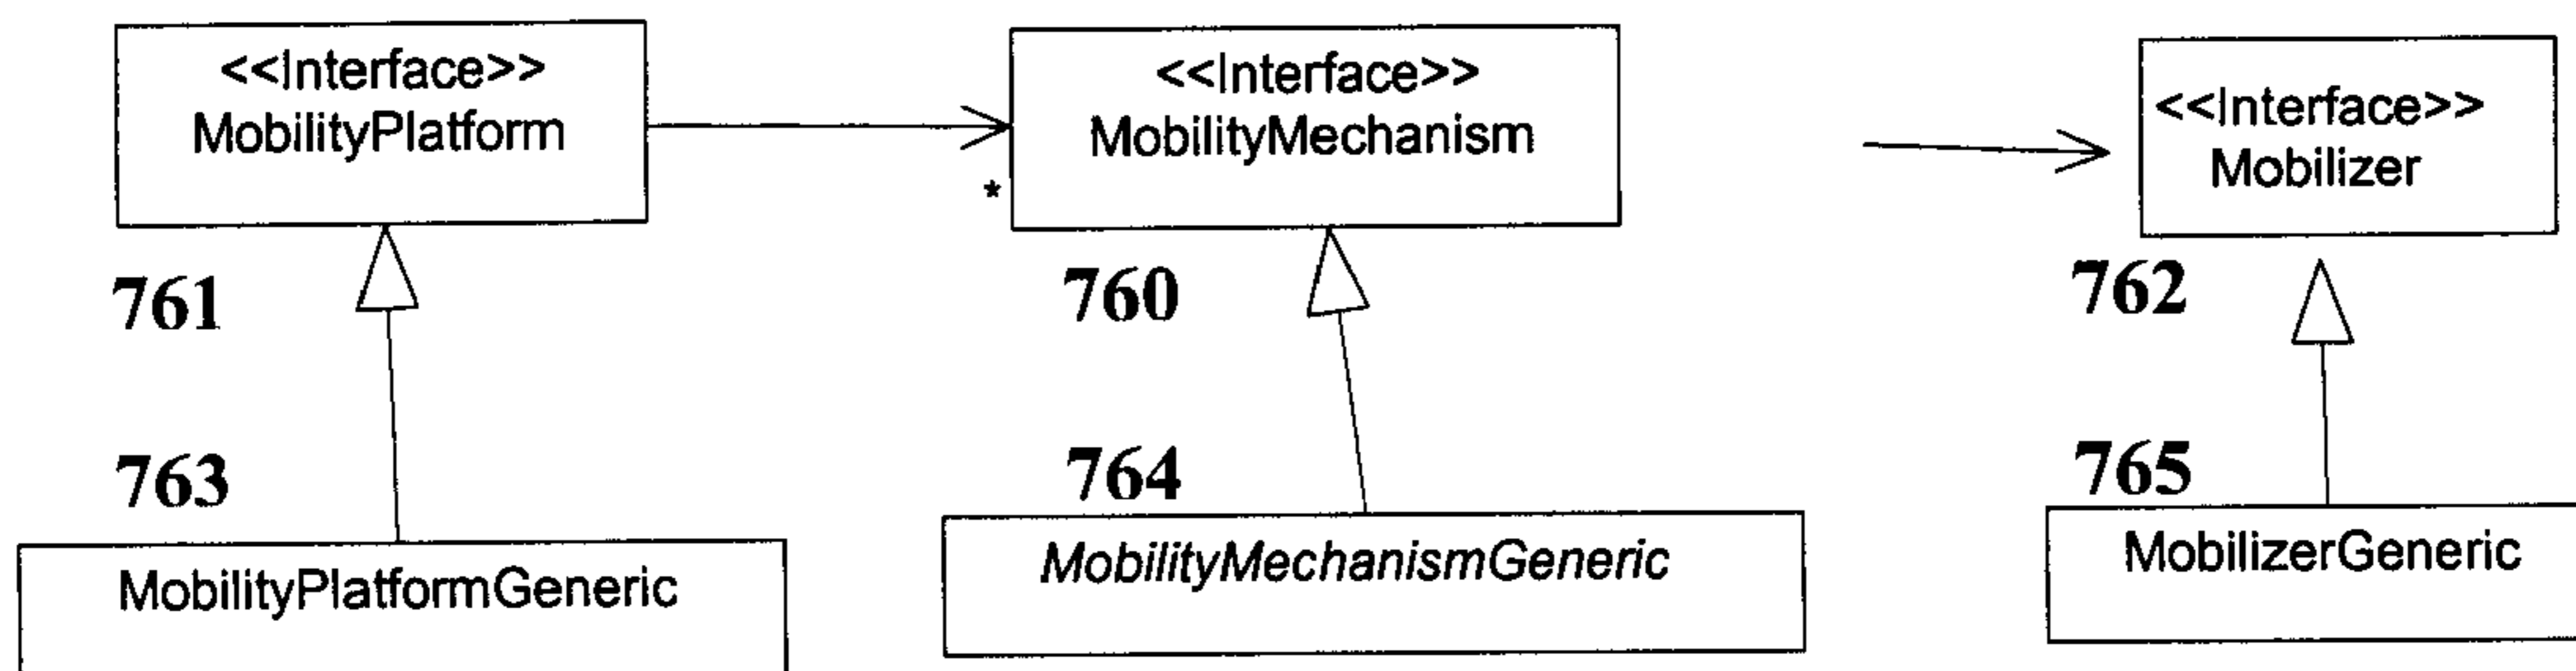 <<Interface>>
MobilityPlatform
<<Interface>>
MobilityMechanism
*
<<Interface>>
Mobilizer
761
760
762
763
764
765
MobilityPlatformGeneric
MobilityMechanismGeneric
MobilizerGeneric